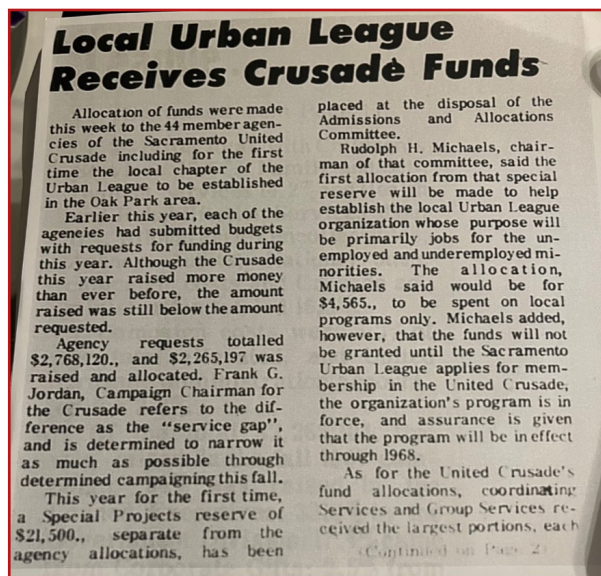 Local Urban League
Receives Crusade Funds
Allocation of funds were made
this week to the 44 member agen-
cies of the Sacramento United
Crusade including for the first
time the local chapter of the
Urban League to be established
in the Oak Park area.
Earlier this year, each of the
agencies had submitted budgets
with requests for funding during
this year. Although the Crusade
this year raised more money
than ever before, the amount
raised was still below the amount
requested.
Agency requests totalled
$2,768,120., and $2,265,197 was
raised and allocated. Frank G.
Jordan, Campaign Chairman for
the Crusade refers to the dif-
ference as the "service gap",
and is determined to narrow it
as much as possible through
determined campaigning this fall.
This year for the first time,
a Special Projects reserve of
$21,500., separate from the
agency allocations, has been
placed at the disposal of the
Admissions and Allocations
Committee.
Rudolph H. Michaels, chair-
man of that committee, said the
first allocation from that special
reserve will be made to help
establish the local Urban League
organization whose purpose will
be primarily jobs for the un-
employed and underemployed mi-
norities. The allocation,
Michaels said would be for
$4,565., to be spent on local
programs only. Michaels added,
however, that the funds will not
be granted until the Sacramento
Urban League applies for mem-
bership in the United Crusade,
the organization's program is in
force, and assurance is given
that the program will be in effect
through 1968.
As for the United Crusade's
fund allocations, coordinating
Services and Group Services re-
ceived the largest portions, each
(Continued on Page 2)